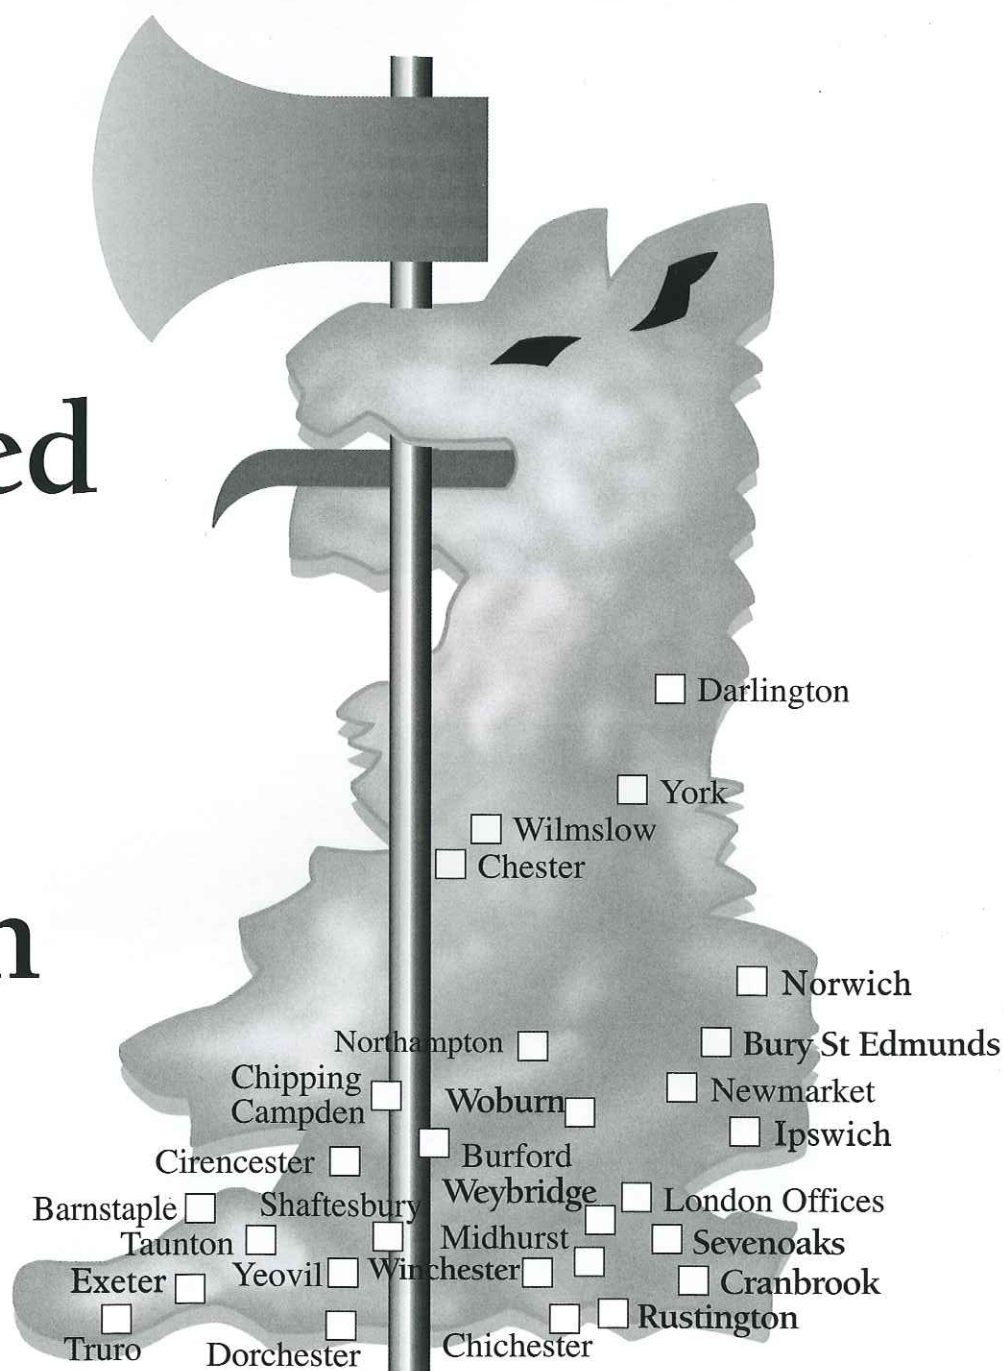 ed
Darlington
York
Wilmslow
Chester
n
Norwich
Northampton
Bury St Edmunds
Chipping
Campden
Newmarket
Woburn
Ipswich
Burford
Cirencester
Weybridge
London Offices
Barnstaple
Shaftesbury
Taunton
Midhurst
Sevenoaks
Exeter
Yeovil
Winchester
Cranbrook
Rustington
Truro
Dorchester
Chichester